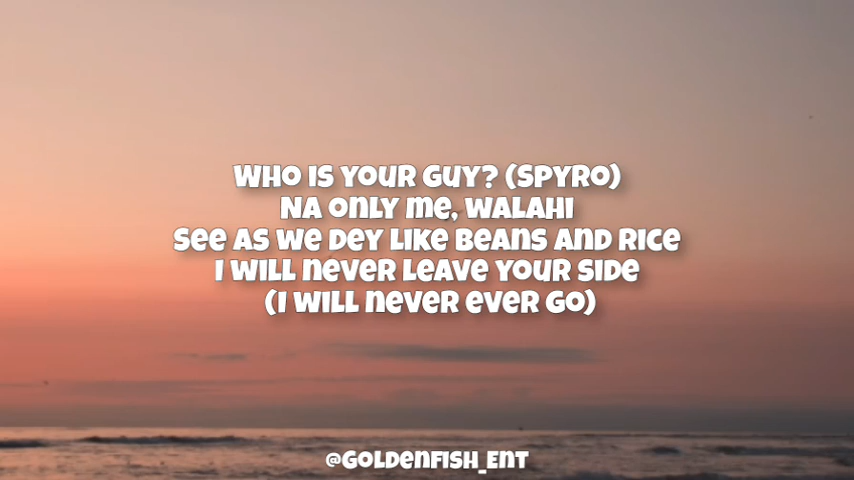 WHO IS YOUR GUY? (SPYRO)
NA ONLY ME, WALAHI
SEE AS WE DEY LIKE BEANS AND RICE
I WILL NEVER LEAVE YOUR SIDE
(I WILL NEVER EVER GO)
@GOLDENFISH_ENT